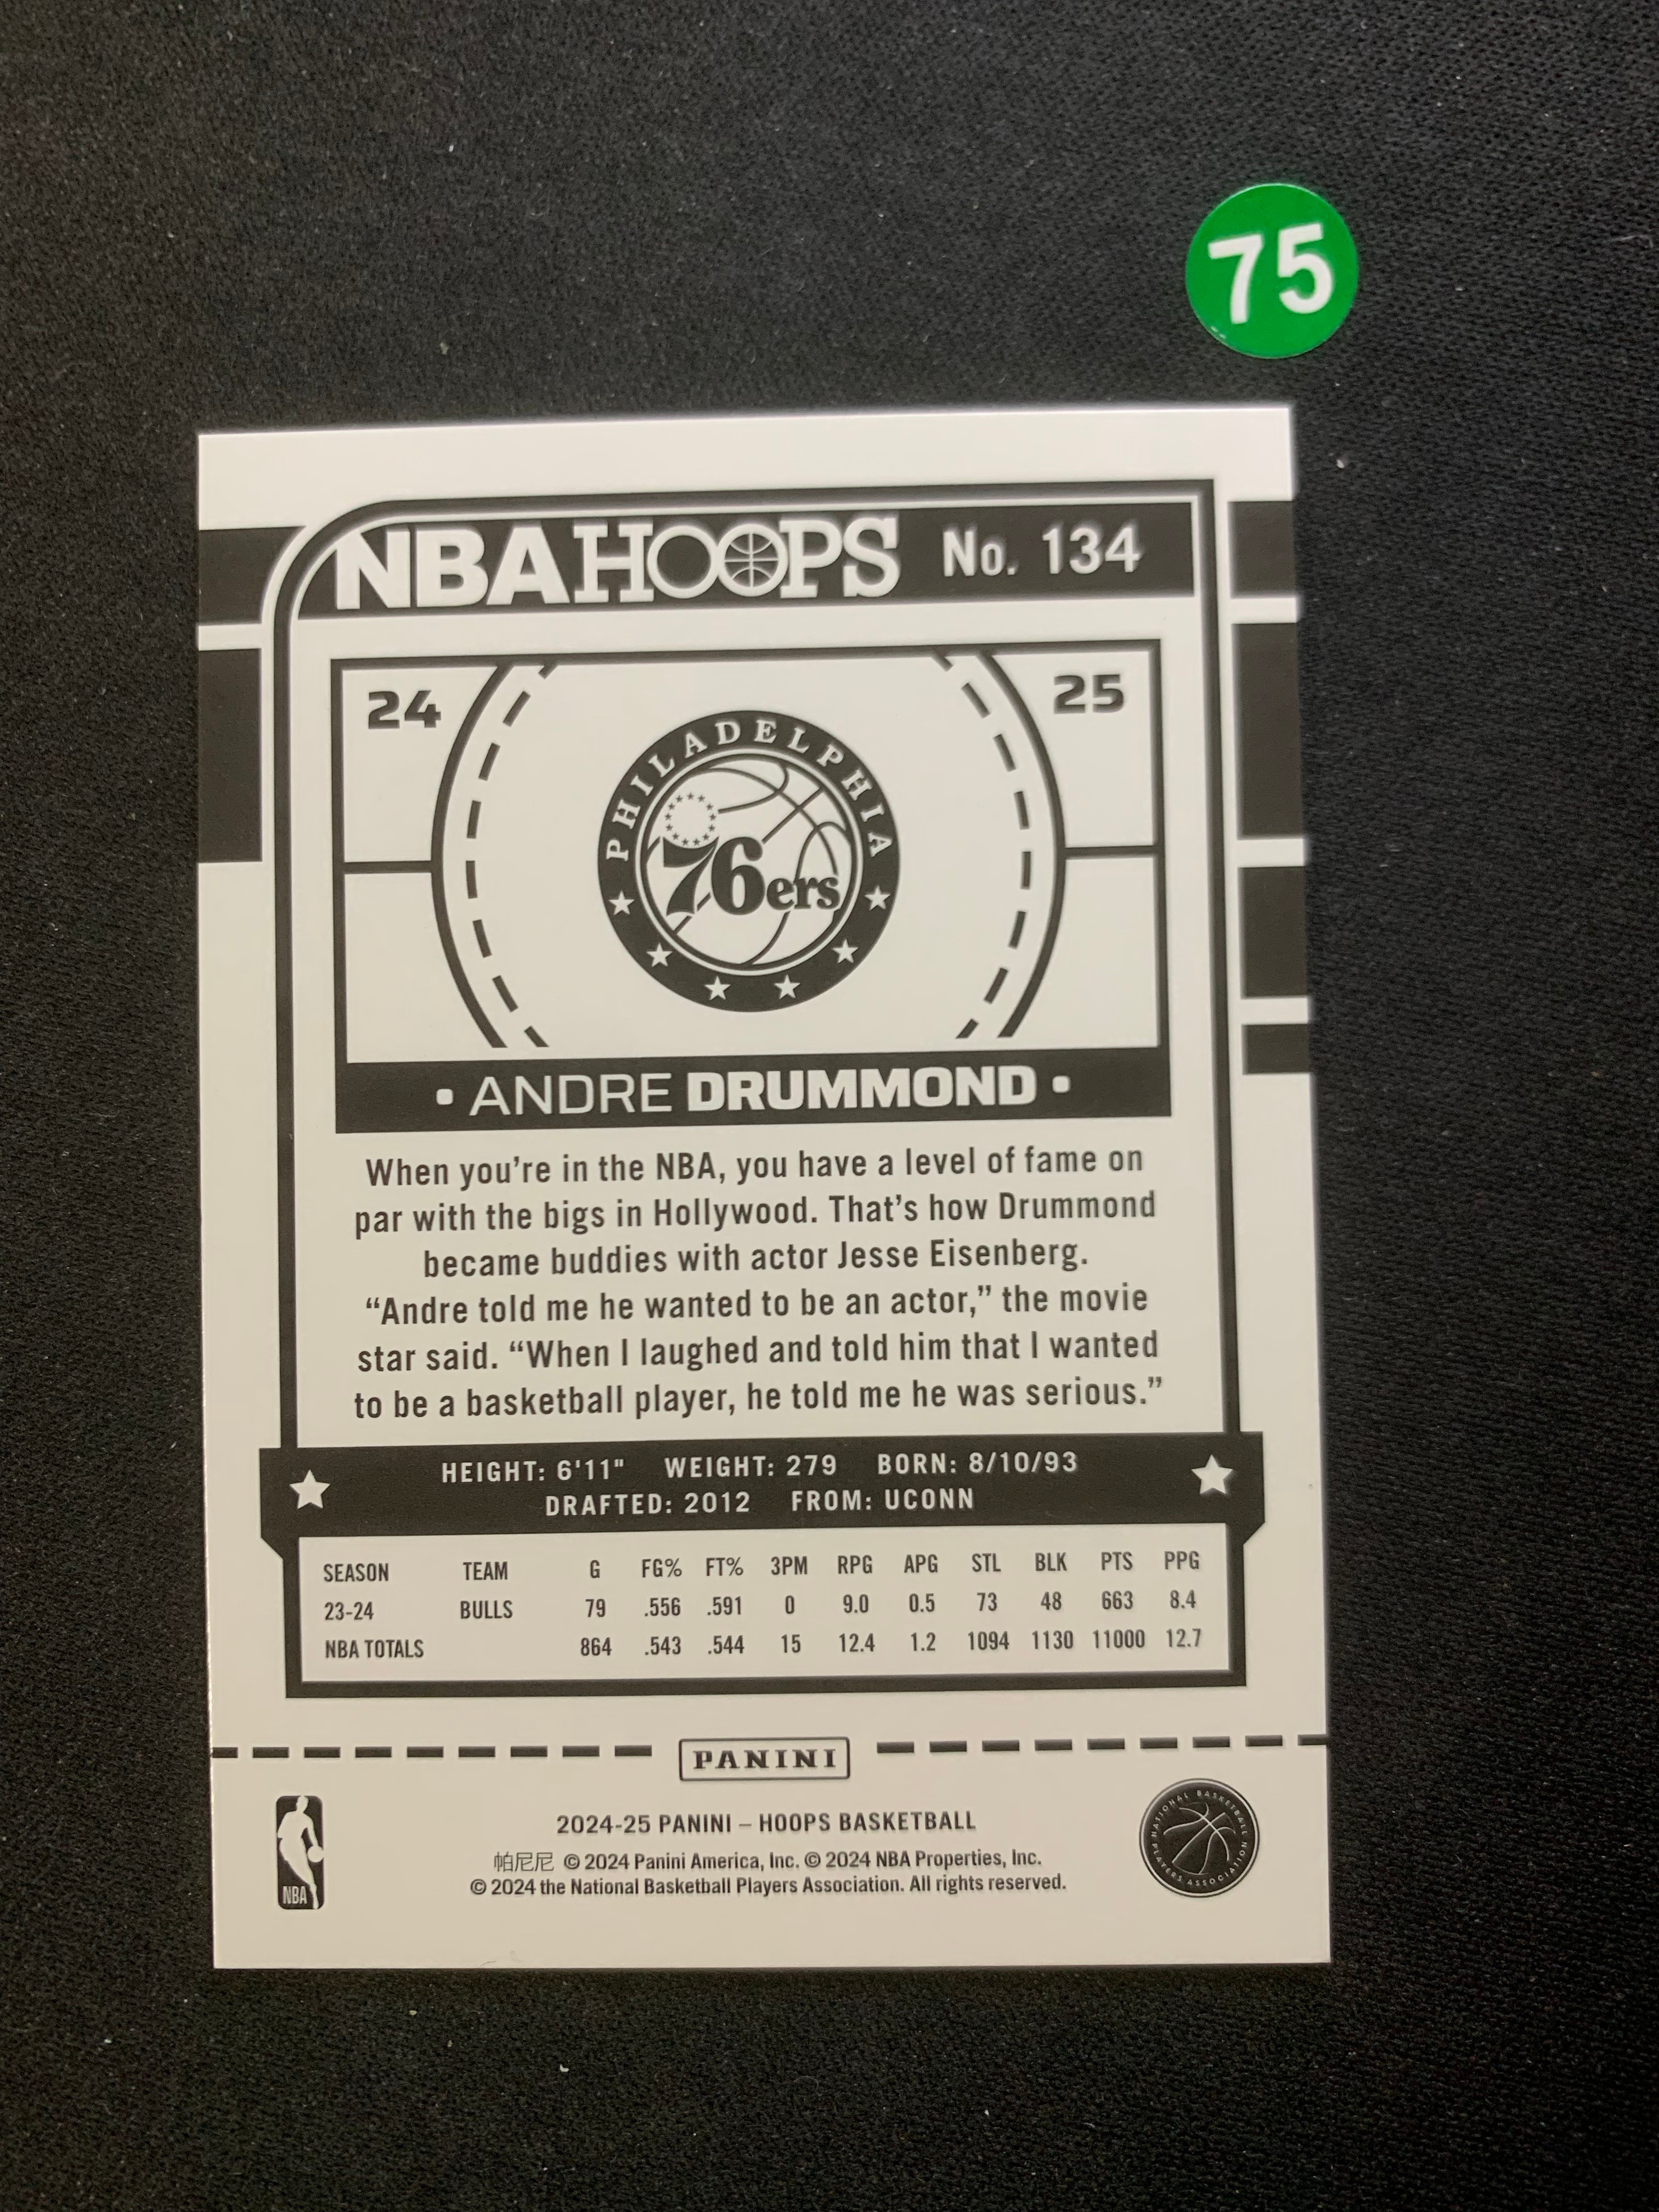 75
NBA HOOPS No. 134
24 25
PHILADELPHIA
76ers
• ANDRE DRUMMOND •
When you're in the NBA, you have a level of fame on
par with the bigs in Hollywood. That's how Drummond
became buddies with actor Jesse Eisenberg.
“Andre told me he wanted to be an actor,” the movie
star said. “When I laughed and told him that I wanted
to be a basketball player, he told me he was serious.”
HEIGHT: 6'11" WEIGHT: 279 BORN: 8/10/93
DRAFTED: 2012 FROM: UCONN
SEASON TEAM G FG% FT% 3PM RPG APG STL BLK PTS PPG
23-24 BULLS 79 .556 .591 0 9.0 0.5 73 48 663 8.4
NBA TOTALS 864 .543 .544 15 12.4 1.2 1094 1130 11000 12.7
PANINI
2024-25 PANINI – HOOPS BASKETBALL
帕尼尼 © 2024 Panini America, Inc. © 2024 NBA Properties, Inc.
© 2024 the National Basketball Players Association. All rights reserved.
NBA
NATIONAL BASKETBALL PLAYERS ASSOCIATION